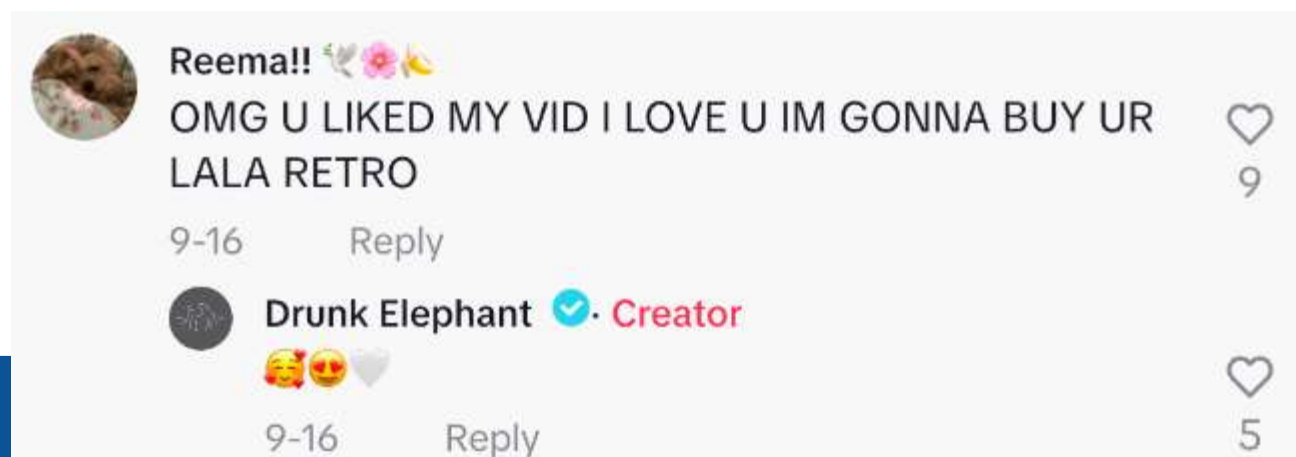 Reema!! 🕊️🌸🍌
OMG U LIKED MY VID I LOVE U IM GONNA BUY UR
LALA RETRO
9
9-16 Reply
Drunk Elephant · Creator
🥰😍🤍
9-16 Reply
5